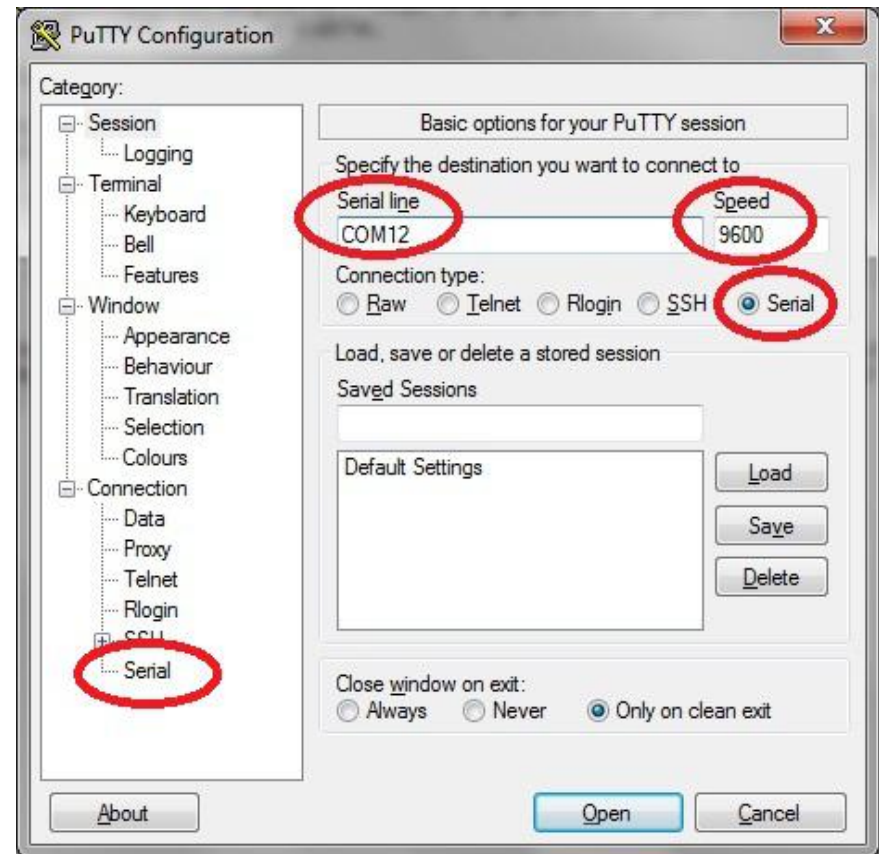 PuTTY Configuration
Category:
Session
Logging
Terminal
Keyboard
Bell
Features
Window
Appearance
Behaviour
Translation
Selection
Colours
Connection
Data
Proxy
Telnet
Rlogin
SSH
Serial
Basic options for your PuTTY session
Specify the destination you want to connect to
Serial line Speed
COM12 9600
Connection type:
Raw Telnet Rlogin SSH Serial
Load, save or delete a stored session
Saved Sessions
Default Settings
Load
Save
Delete
Close window on exit:
Always Never Only on clean exit
About Open Cancel